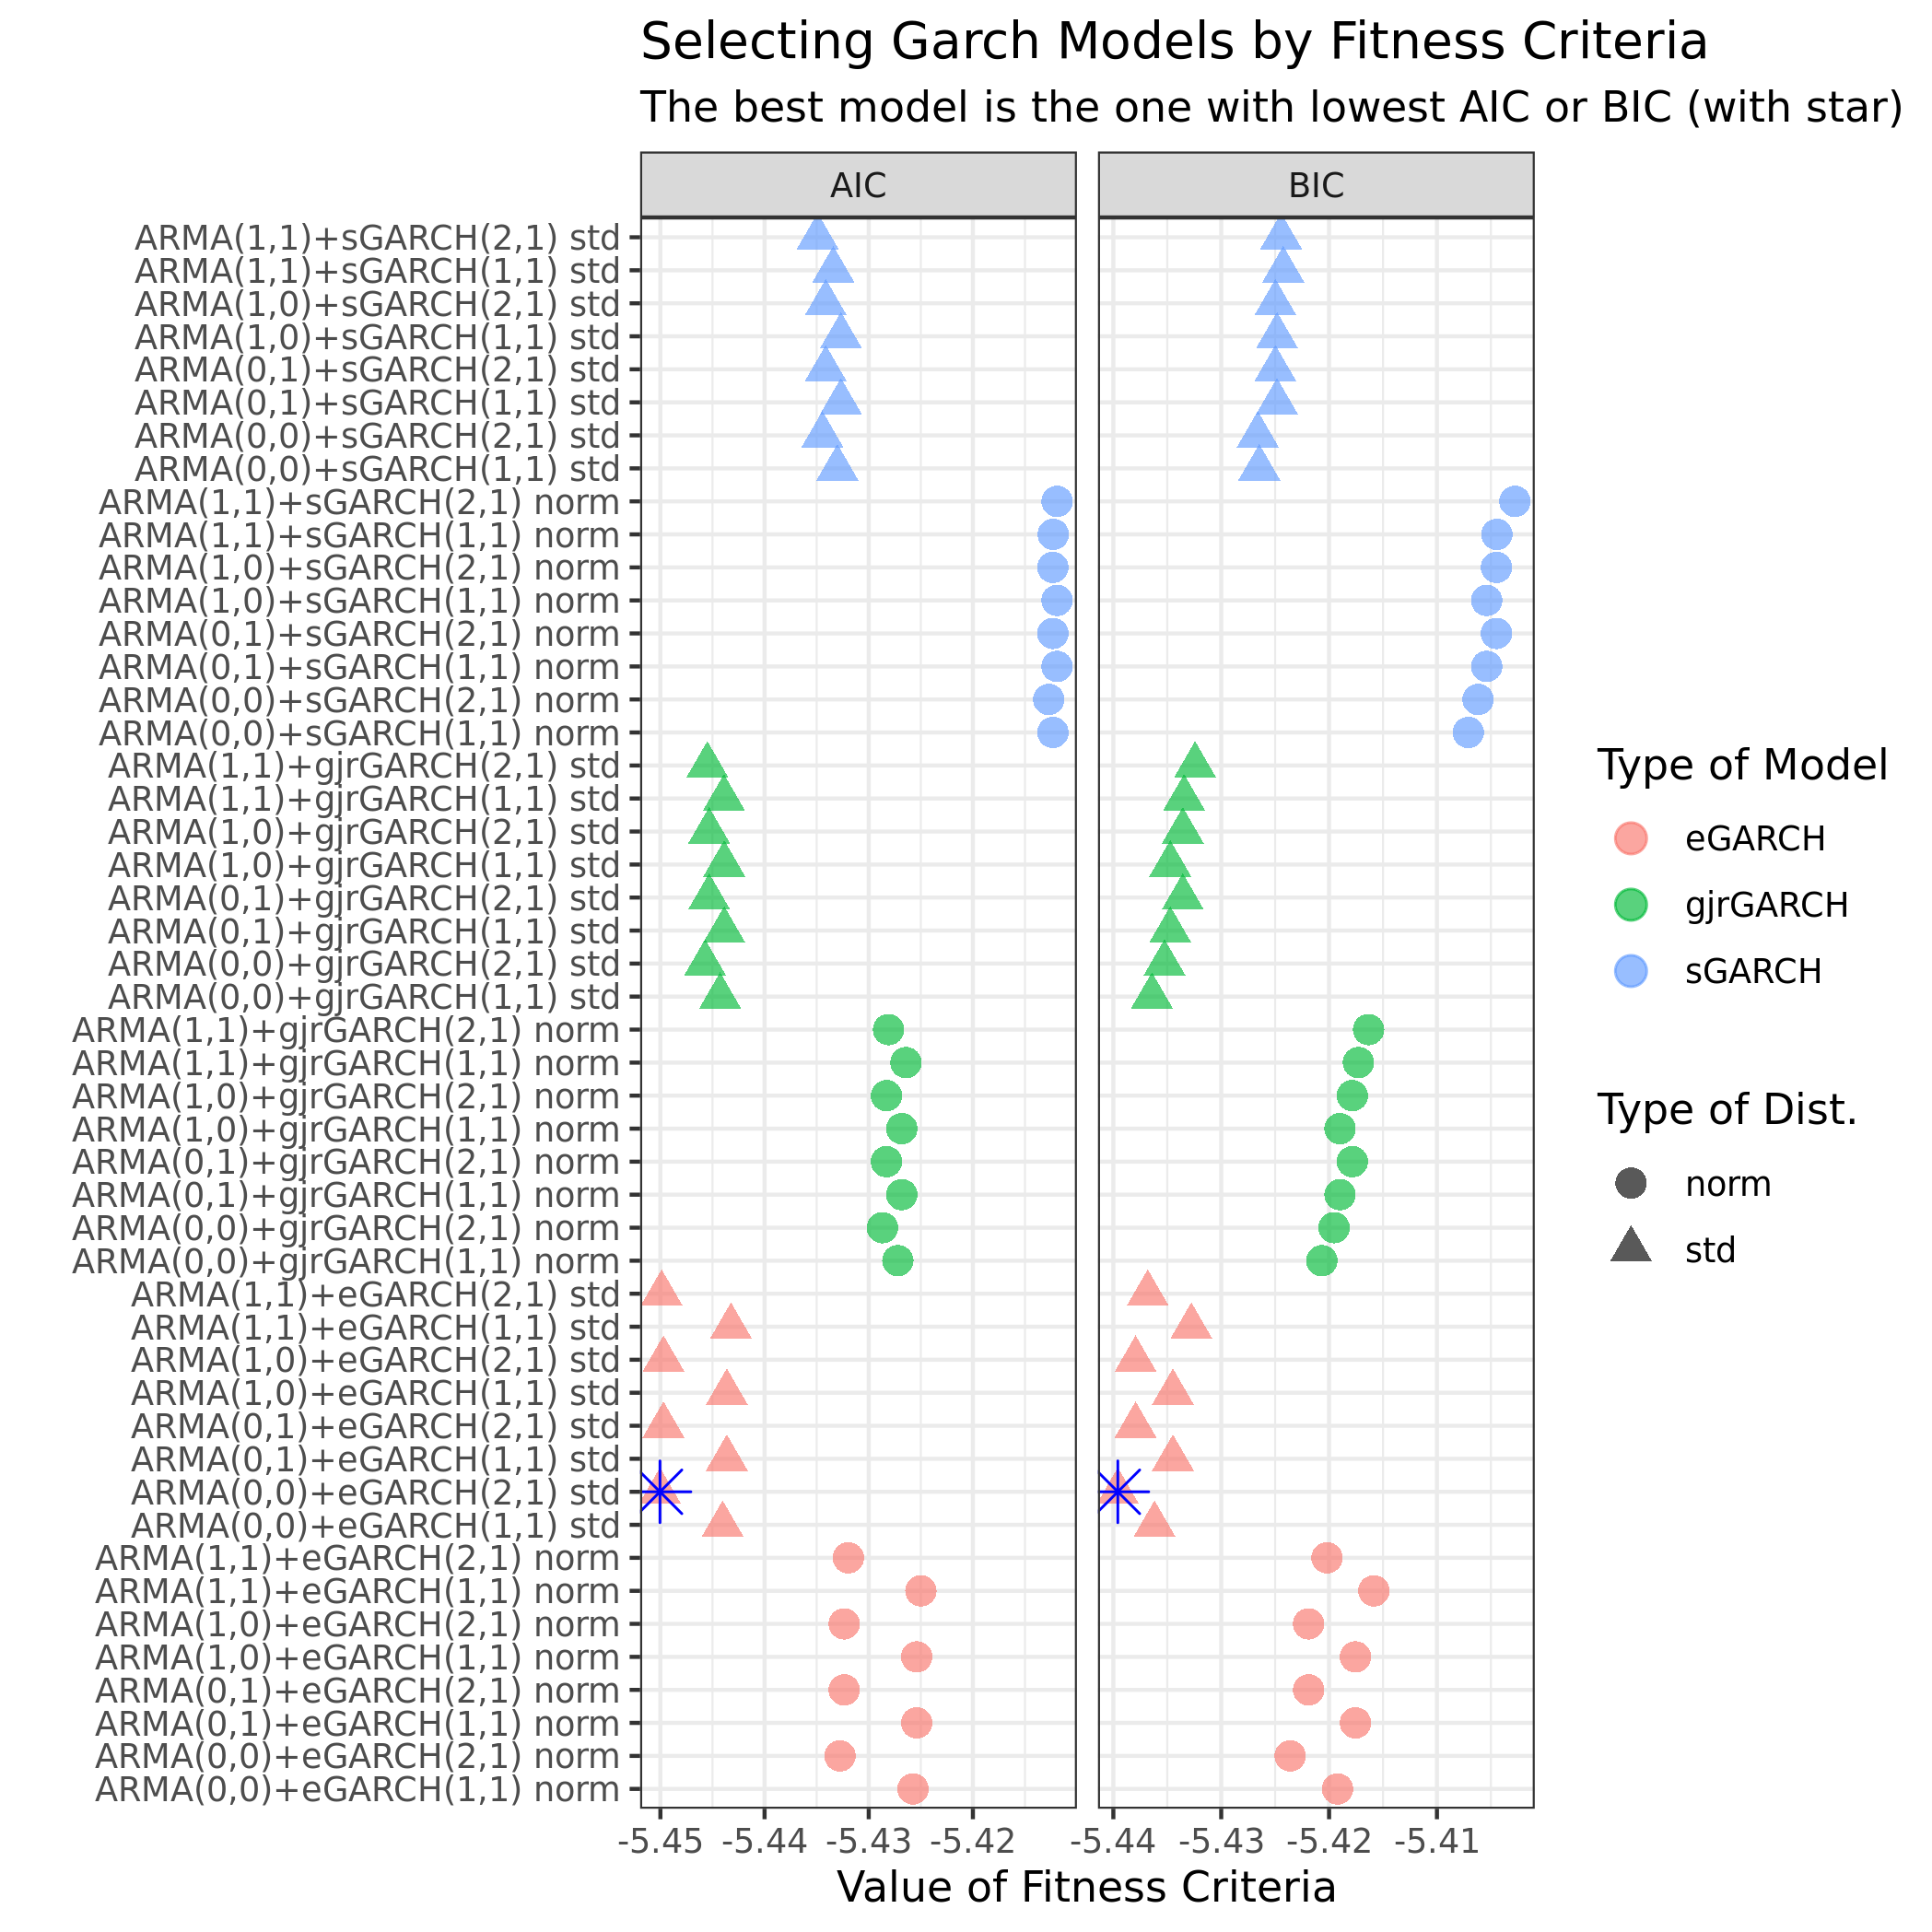 Selecting Garch Models by Fitness Criteria
The best model is the one with lowest AIC or BIC (with star)
AIC
BIC
ARMA(1,1)+sGARCH(2,1) std
ARMA(1,1)+sGARCH(1,1) std
ARMA(1,0)+sGARCH(2,1) std
ARMA(1,0)+sGARCH(1,1) std
ARMA(0,1)+sGARCH(2,1) std
ARMA(0,1)+sGARCH(1,1) std
ARMA(0,0)+sGARCH(2,1) std
ARMA(0,0)+sGARCH(1,1) std
ARMA(1,1)+sGARCH(2,1) norm
ARMA(1,1)+sGARCH(1,1) norm
ARMA(1,0)+sGARCH(2,1) norm
ARMA(1,0)+sGARCH(1,1) norm
ARMA(0,1)+sGARCH(2,1) norm
ARMA(0,1)+sGARCH(1,1) norm
ARMA(0,0)+sGARCH(2,1) norm
ARMA(0,0)+sGARCH(1,1) norm
ARMA(1,1)+gjrGARCH(2,1) std
ARMA(1,1)+gjrGARCH(1,1) std
ARMA(1,0)+gjrGARCH(2,1) std
ARMA(1,0)+gjrGARCH(1,1) std
ARMA(0,1)+gjrGARCH(2,1) std
ARMA(0,1)+gjrGARCH(1,1) std
ARMA(0,0)+gjrGARCH(2,1) std
ARMA(0,0)+gjrGARCH(1,1) std
ARMA(1,1)+gjrGARCH(2,1) norm
ARMA(1,1)+gjrGARCH(1,1) norm
ARMA(1,0)+gjrGARCH(2,1) norm
ARMA(1,0)+gjrGARCH(1,1) norm
ARMA(0,1)+gjrGARCH(2,1) norm
ARMA(0,1)+gjrGARCH(1,1) norm
ARMA(0,0)+gjrGARCH(2,1) norm
ARMA(0,0)+gjrGARCH(1,1) norm
ARMA(1,1)+eGARCH(2,1) std
ARMA(1,1)+eGARCH(1,1) std
ARMA(1,0)+eGARCH(2,1) std
ARMA(1,0)+eGARCH(1,1) std
ARMA(0,1)+eGARCH(2,1) std
ARMA(0,1)+eGARCH(1,1) std
ARMA(0,0)+eGARCH(2,1) std
ARMA(0,0)+eGARCH(1,1) std
ARMA(1,1)+eGARCH(2,1) norm
ARMA(1,1)+eGARCH(1,1) norm
ARMA(1,0)+eGARCH(2,1) norm
ARMA(1,0)+eGARCH(1,1) norm
ARMA(0,1)+eGARCH(2,1) norm
ARMA(0,1)+eGARCH(1,1) norm
ARMA(0,0)+eGARCH(2,1) norm
ARMA(0,0)+eGARCH(1,1) norm
-5.45 -5.44 -5.43 -5.42
-5.44 -5.43 -5.42 -5.41
Value of Fitness Criteria
Type of Model
eGARCH
gjrGARCH
sGARCH
Type of Dist.
norm
std